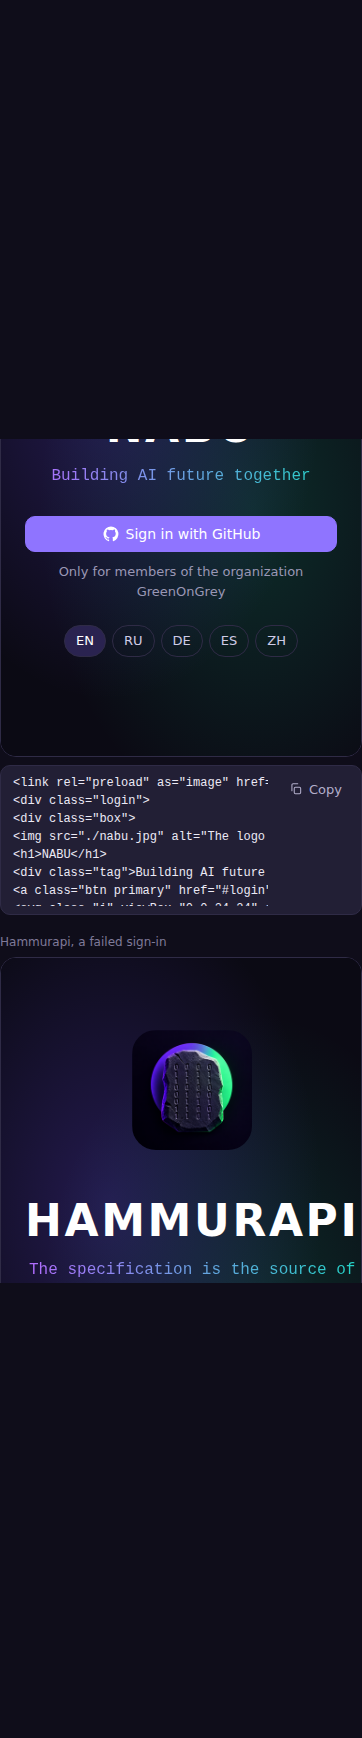 NABU
Building AI future together
Sign in with GitHub
Only for members of the organization
GreenOnGrey
EN RU DE ES ZH
<link rel="preload" as="image" href=
Copy
<div class="login">
<div class="box">
<img src="./nabu.jpg" alt="The logo
<h1>NABU</h1>
<div class="tag">Building AI future
<a class="btn primary" href="#login"
Hammurapi, a failed sign-in
HAMMURAPI
The specification is the source of